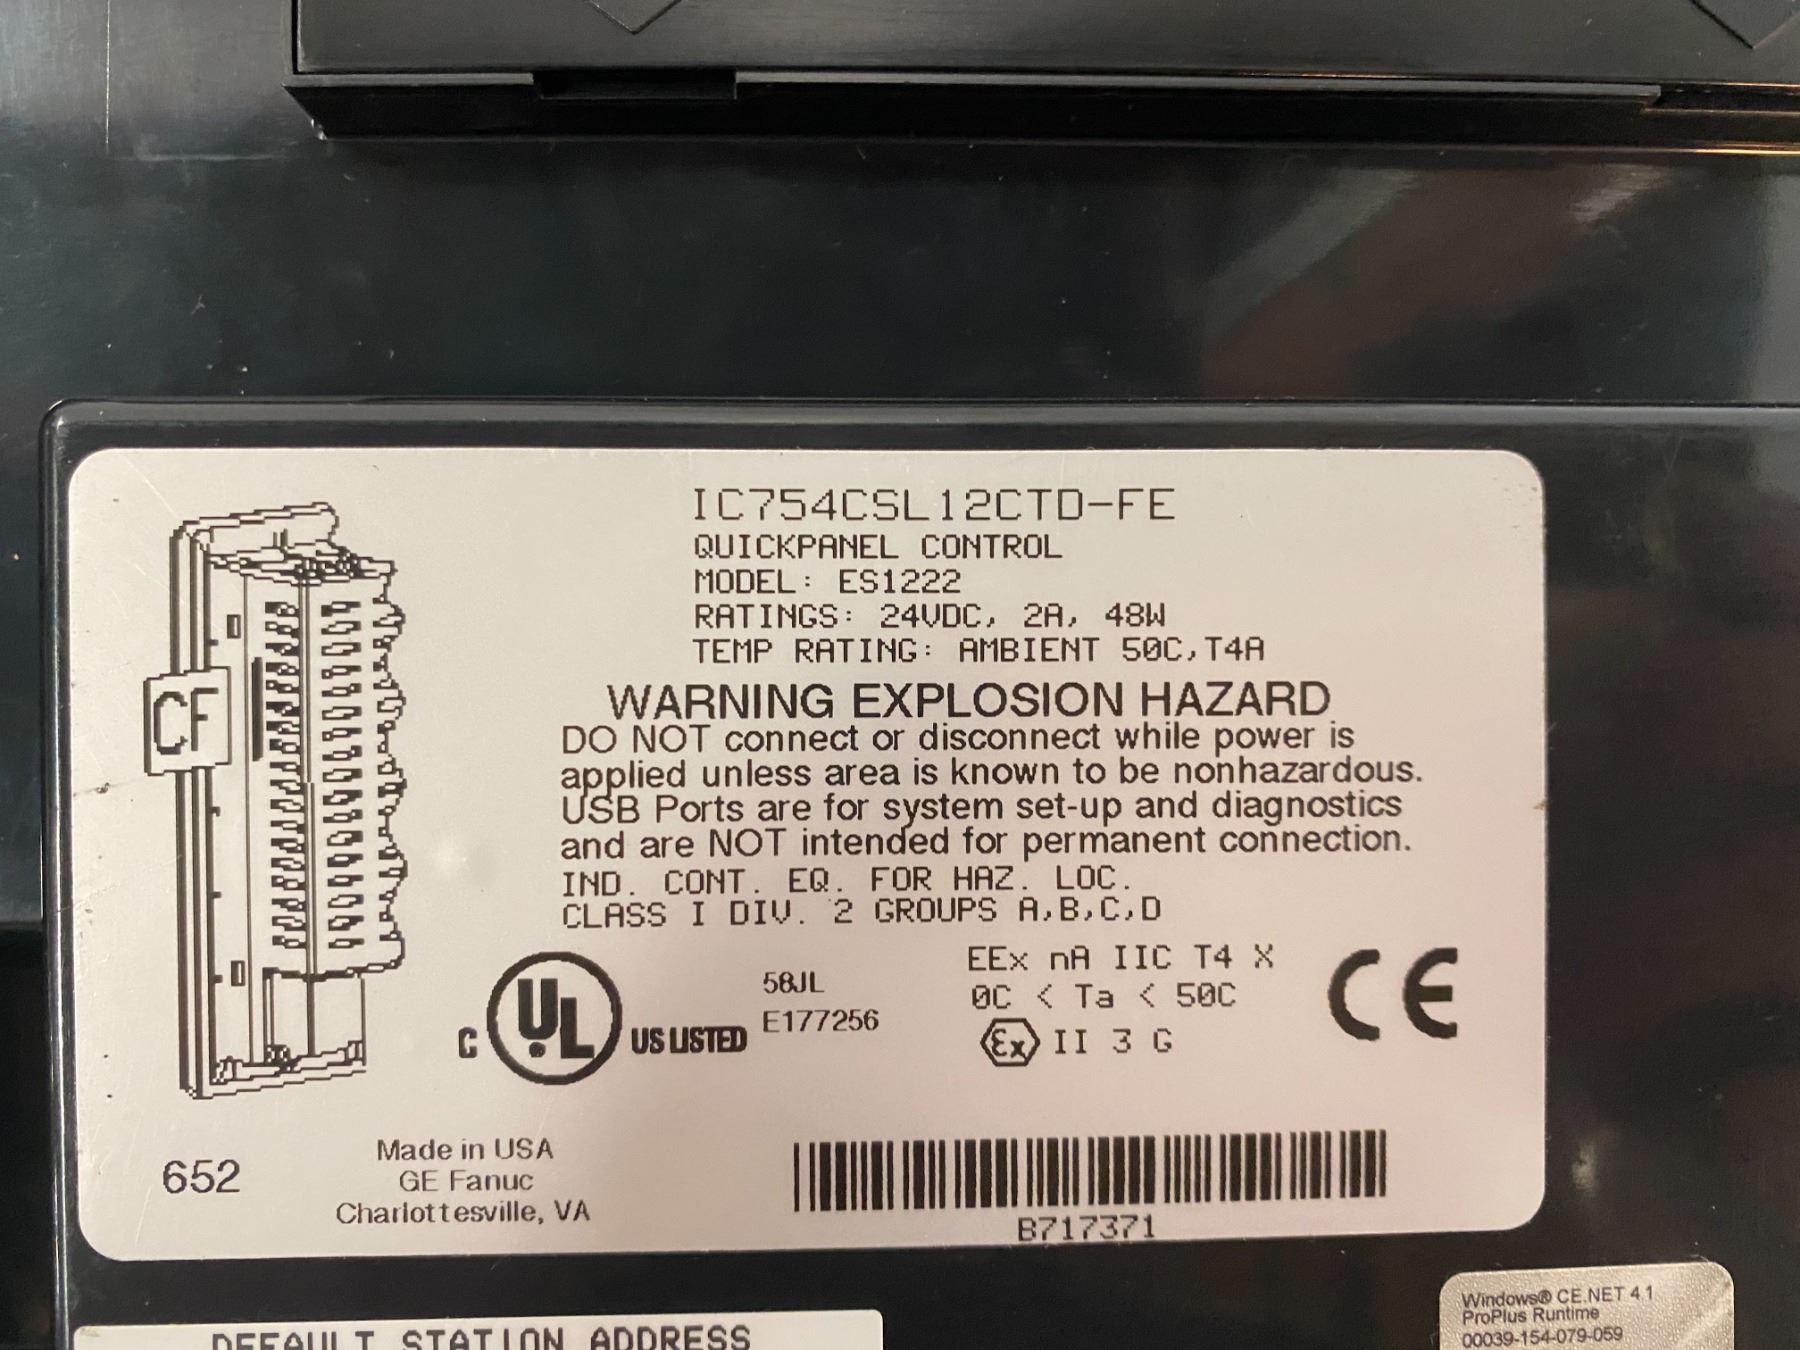 IC754CSL12CTD-FE
QUICKPANEL CONTROL
MODEL: ES1222
RATINGS: 24VDC, 2A, 48W
TEMP RATING: AMBIENT 50C,T4A
CF
WARNING EXPLOSION HAZARD
DO NOT connect or disconnect while power is
applied unless area is known to be nonhazardous.
USB Ports are for system set-up and diagnostics
and are NOT intended for permanent connection.
IND. CONT. EQ. FOR HAZ. LOC.
CLASS I DIV. 2 GROUPS A,B,C,D
C UL US LISTED
58JL
E177256
EEx nA IIC T4 X
0C < Ta < 50C
Ex II 3 G
CE
652
Made in USA
GE Fanuc
Charlottesville, VA
B717371
Windows® CE.NET 4.1
ProPlus Runtime
00039-154-079-059
DEFAULT STATION ADDRESS